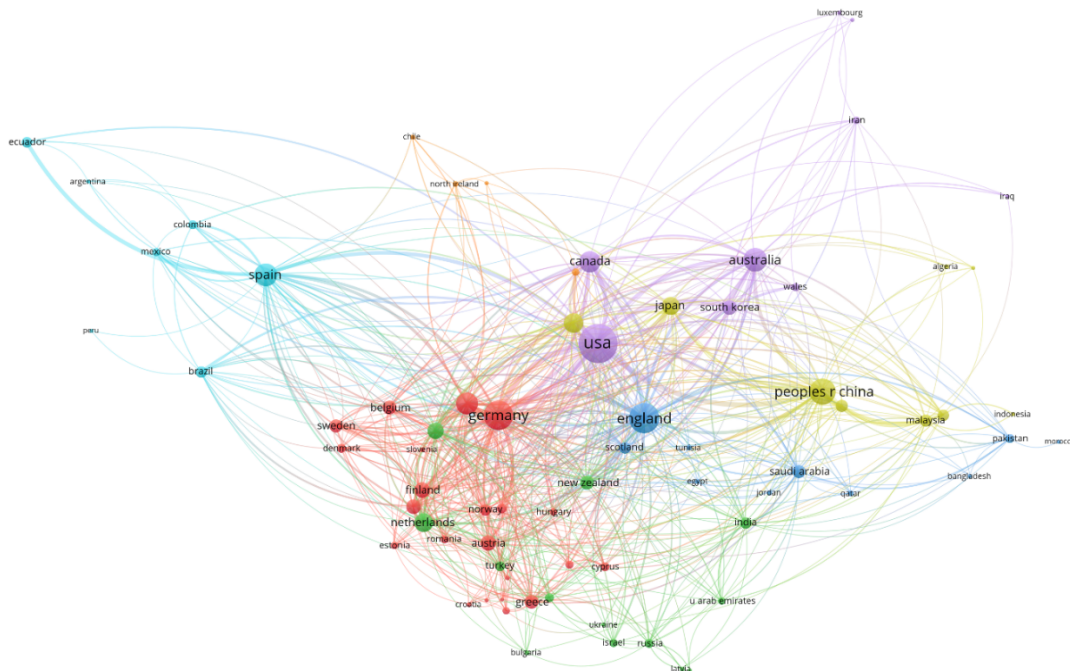 luxembourg
iran
ecuador
chile
argentina
north ireland
iraq
colombia
mexico
canada
australia
spain
algeria
wales
japan
south korea
paru
usa
brazil
peoples r china
belgium
germany
england
malaysia
indonesia
sweden
denmark
slovenia
scotland
tunisia
pakistan
morocco
saudi arabia
bangladesh
new zealand
egypt
jordan
qatar
finland
netherlands
norway
hungary
india
estonia
romania
austria
turkey
cyprus
croatia
greece
u arab emirates
ukraine
israel
russia
bulgaria
latvia